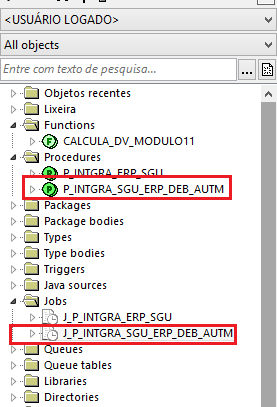 <USUÁRIO LOGADO>
All objects
Entre com texto de pesquisa...
...
Objetos recentes
Lixeira
Functions
F CALCULA_DV_MODULO11
Procedures
P P_INTGRA_ERP_SGU
P P_INTGRA_SGU_ERP_DEB_AUTM
Packages
Package bodies
Types
Type bodies
Triggers
Java sources
Jobs
J_P_INTGRA_ERP_SGU
J_P_INTGRA_SGU_ERP_DEB_AUTM
Queues
Queue tables
Libraries
Directories